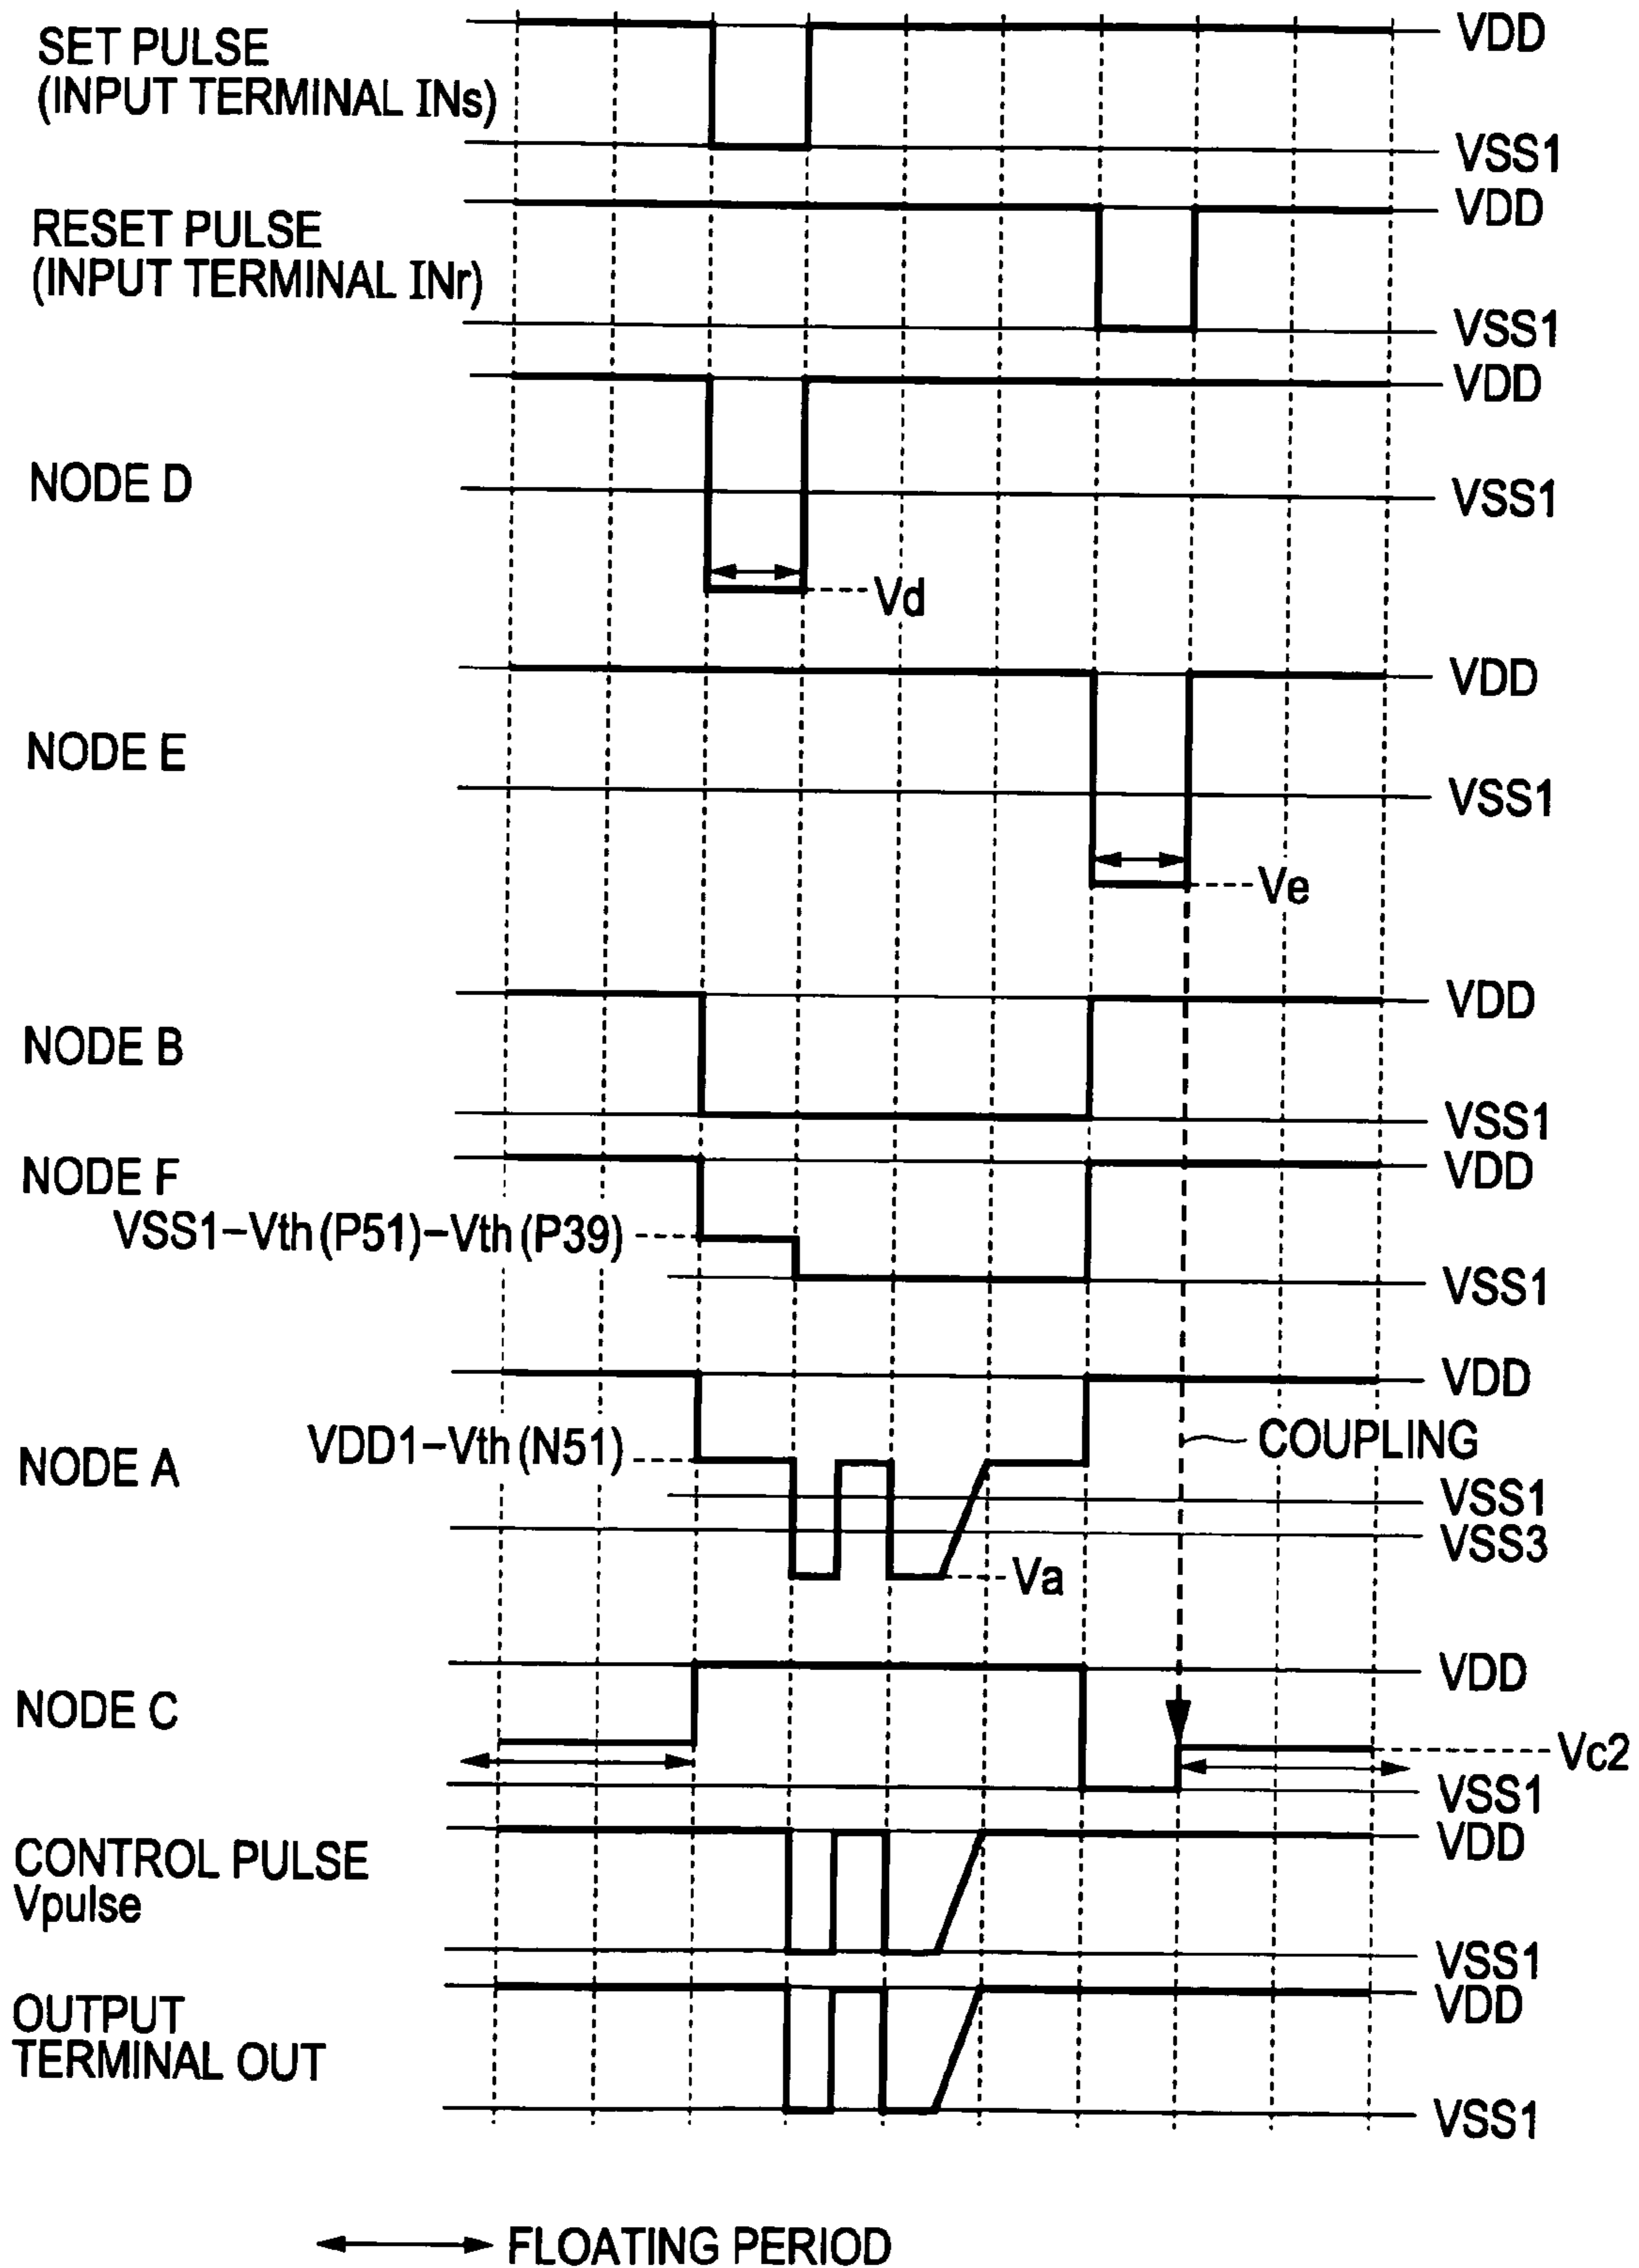 SET PULSE
(INPUT TERMINAL INs)
VDD
VSS1
RESET PULSE
(INPUT TERMINAL INr)
VDD
VSS1
NODE D
VDD
VSS1
Vd
NODE E
VDD
VSS1
Ve
NODE B
VDD
VSS1
NODE F
VDD
VSS1-Vth(P51)-Vth(P39)
VSS1
NODE A
VDD
VDD1-Vth(N51)
COUPLING
VSS1
VSS3
Va
NODE C
VDD
Vc2
VSS1
CONTROL PULSE
Vpulse
VDD
VSS1
OUTPUT
TERMINAL OUT
VDD
VSS1
FLOATING PERIOD